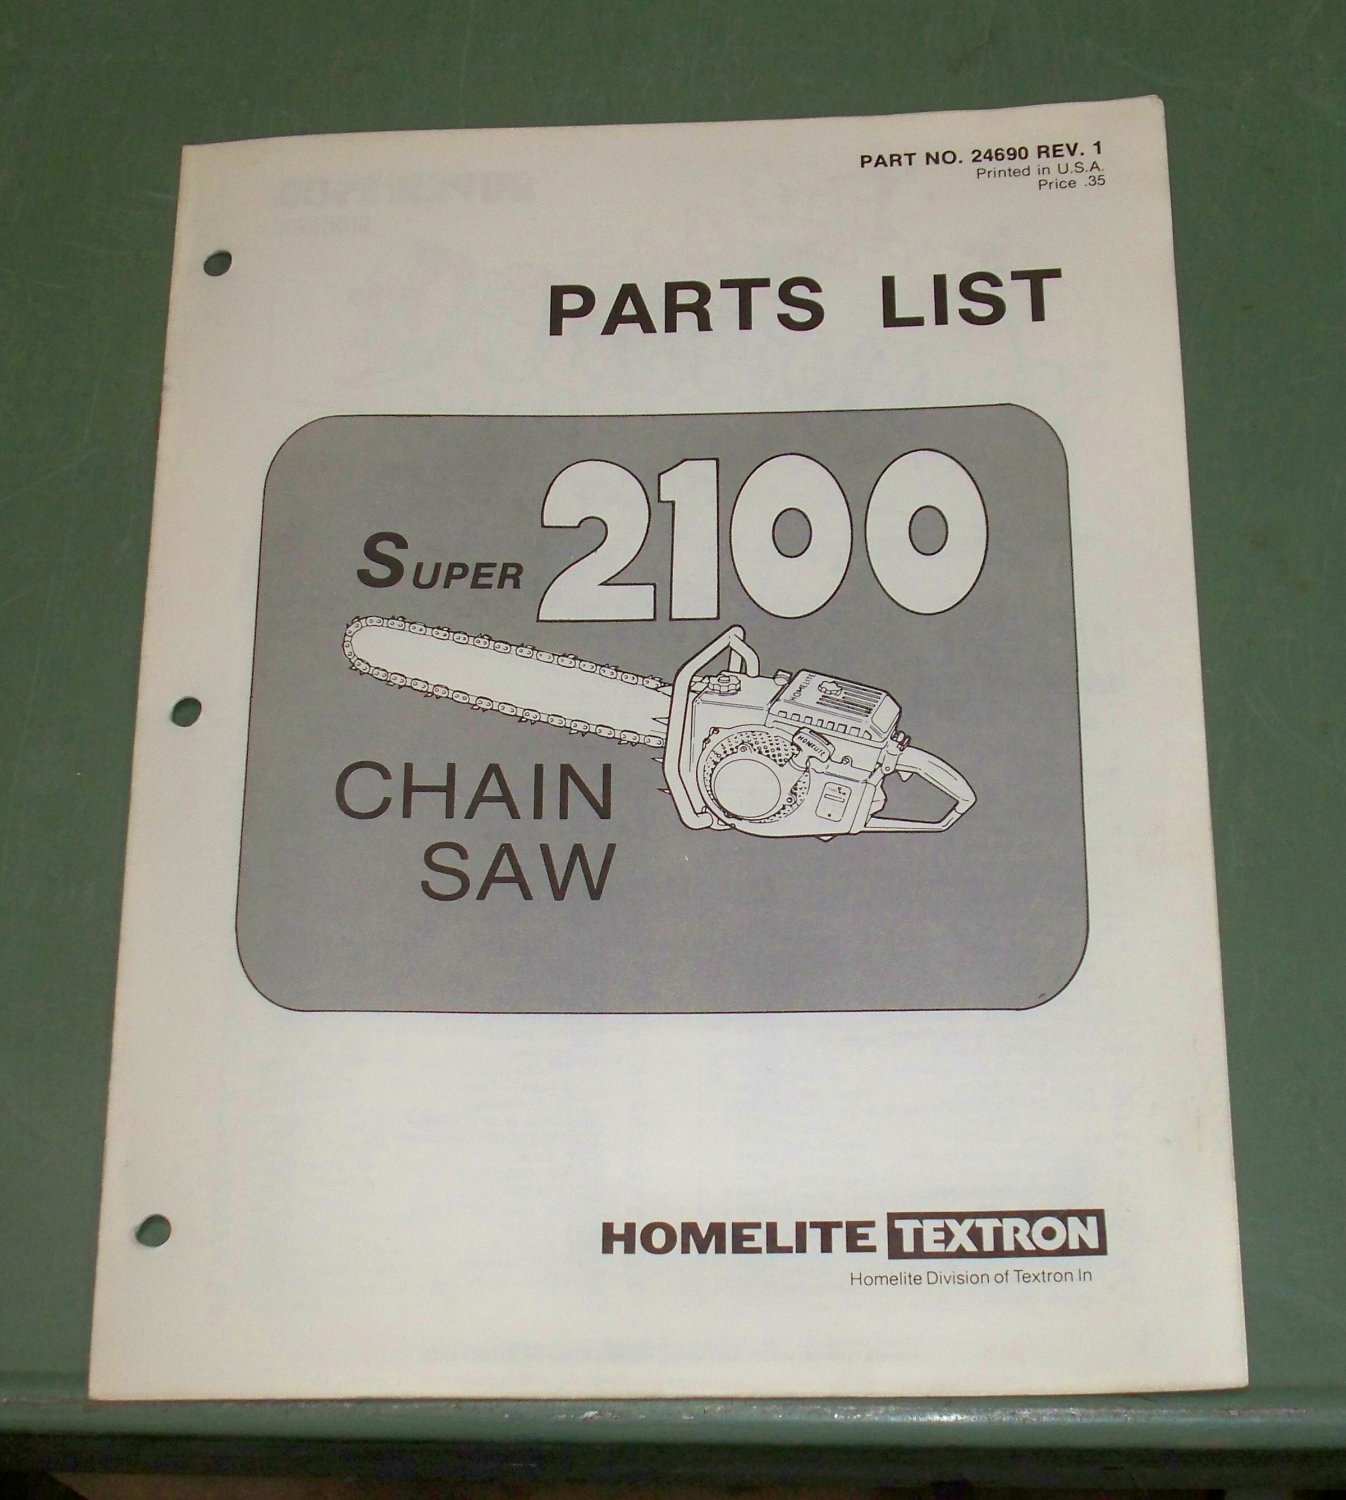 PART NO. 24690 REV. 1
Printed in U.S.A.
Price .35
PARTS LIST
SUPER 2100
HOMELITE
HOMELITE
CHAIN
SAW
HOMELITE TEXTRON
Homelite Division of Textron In